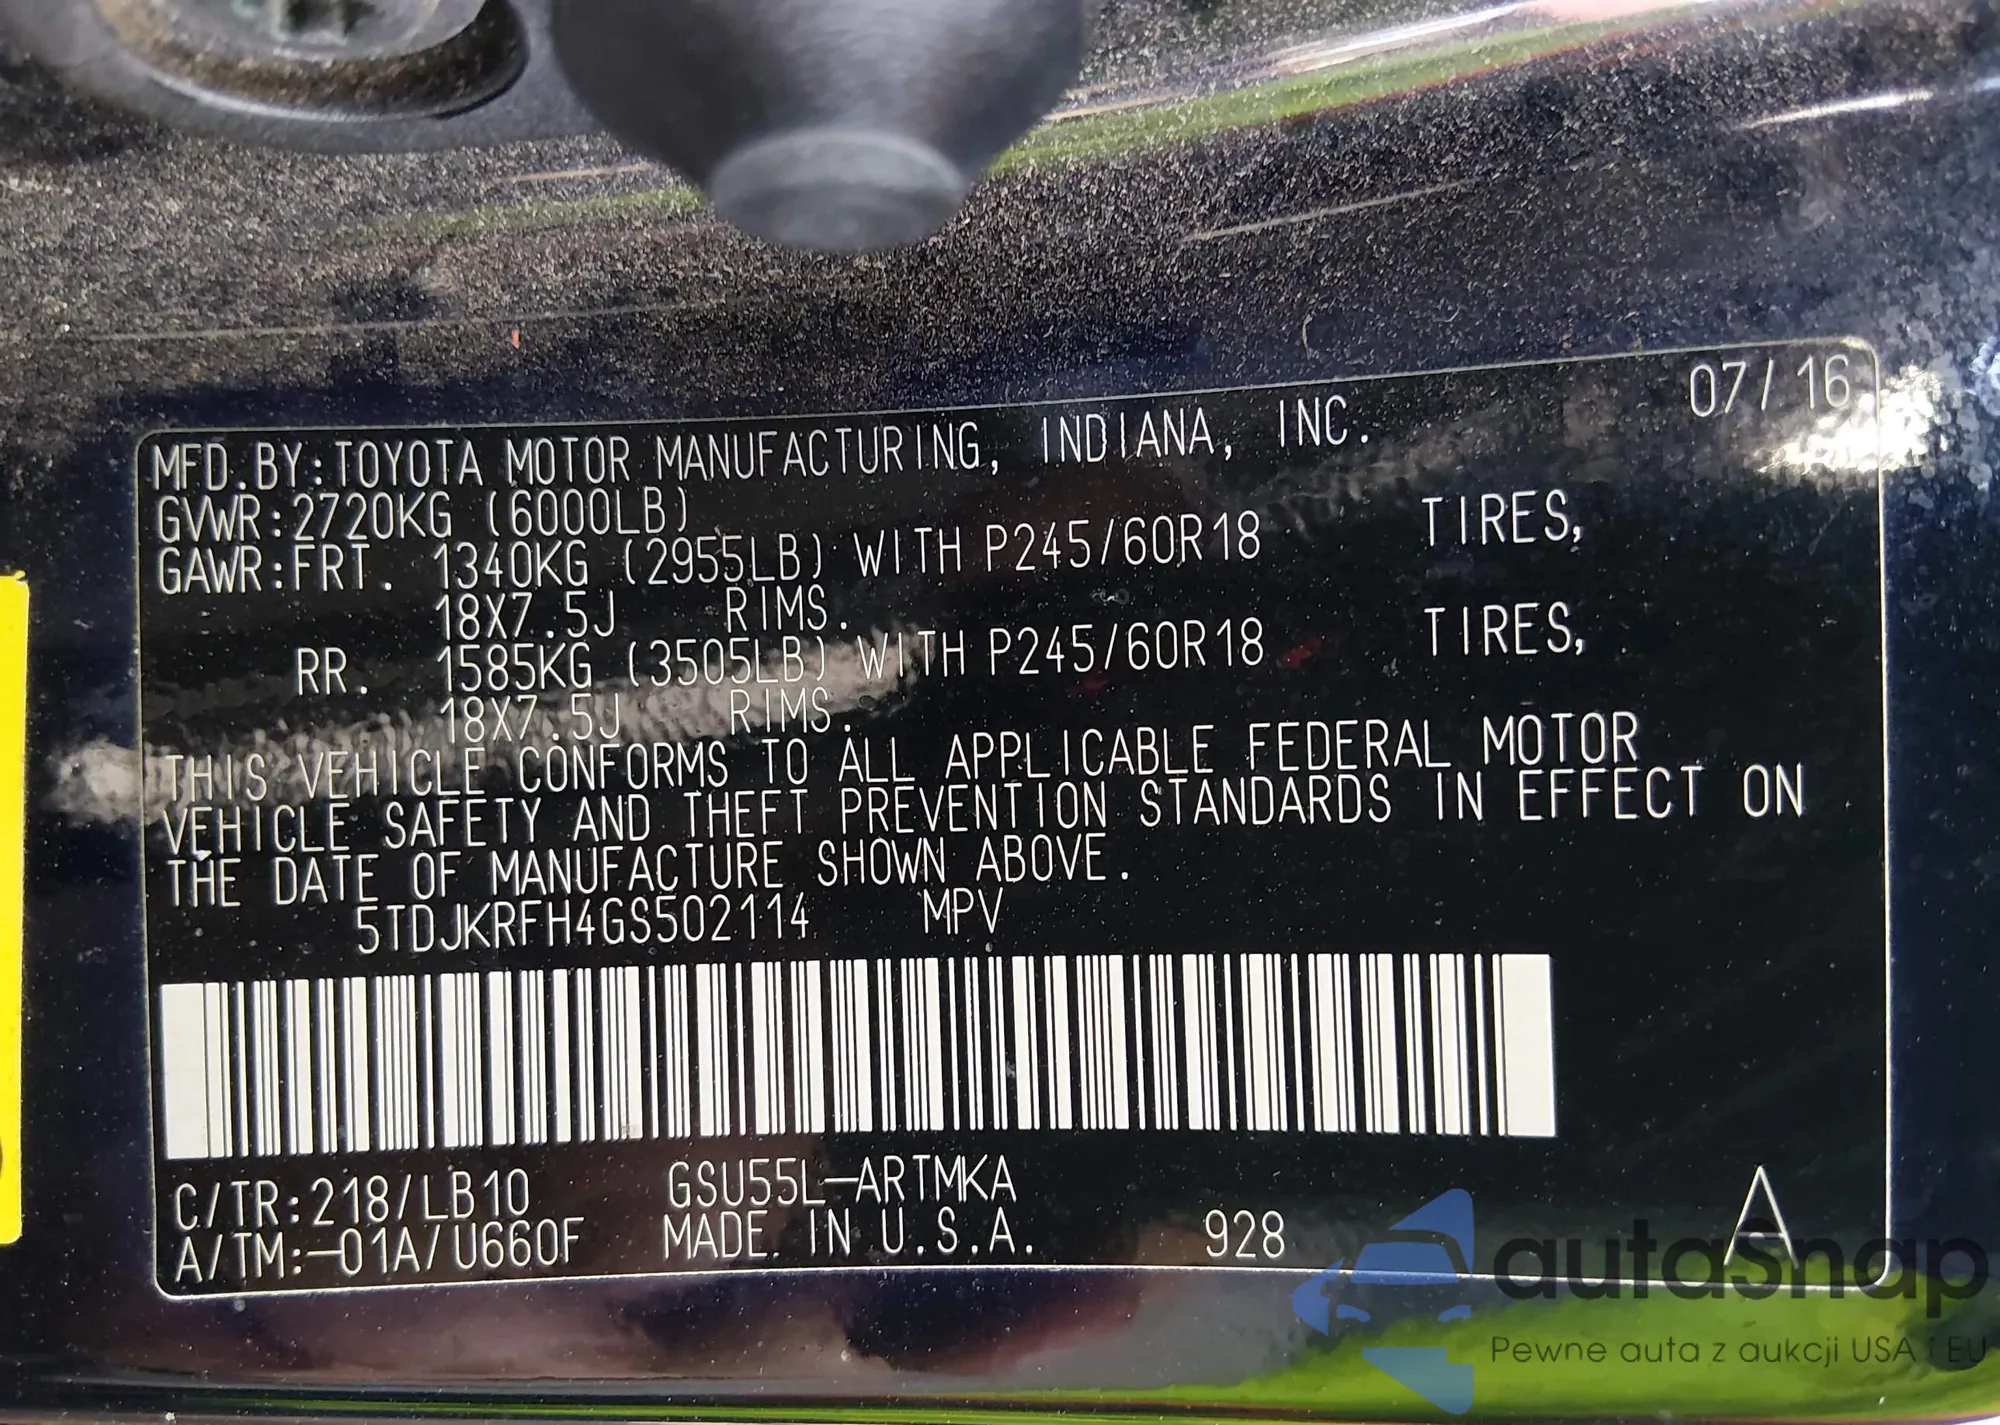 07/16
MFD.BY:TOYOTA MOTOR MANUFACTURING, INDIANA, INC.
GVWR:2720KG (6000LB)
GAWR:FRT. 1340KG (2955LB) WITH P245/60R18 TIRES,
18X7.5J RIMS.
RR. 1585KG (3505LB) WITH P245/60R18 TIRES,
18X7.5J RIMS.
THIS VEHICLE CONFORMS TO ALL APPLICABLE FEDERAL MOTOR
VEHICLE SAFETY AND THEFT PREVENTION STANDARDS IN EFFECT ON
THE DATE OF MANUFACTURE SHOWN ABOVE.
5TDJKRFH4GS502114 MPV
C/TR:218/LB10 GSU55L-ARTMKA
A/TM:-01A/U660F MADE IN U.S.A. 928 A
autoSnap
Pewne auta z aukcji USA i EU